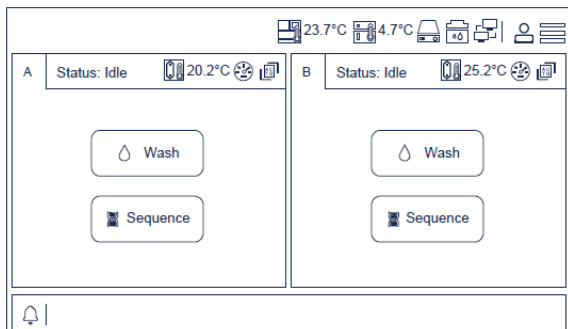 23.7°C 4.7°C
A Status: Idle 20.2°C
B Status: Idle 25.2°C
Wash
Wash
Sequence
Sequence